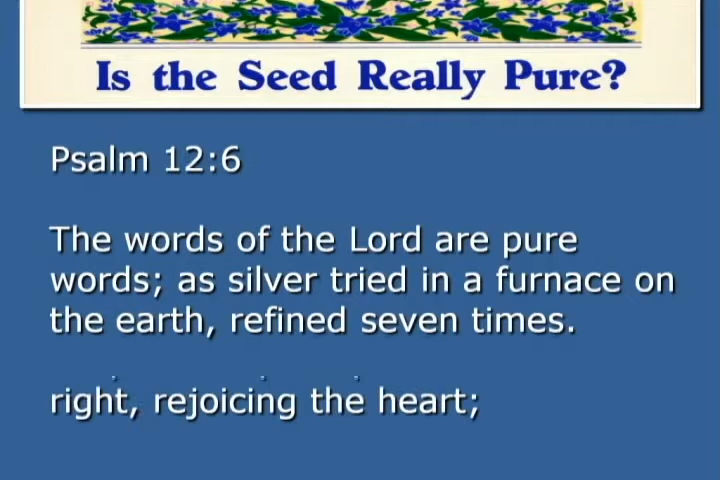 Is the Seed Really Pure?
Psalm 12:6
The words of the Lord are pure
words; as silver tried in a furnace on
the earth, refined seven times.
right, rejoicing the heart;